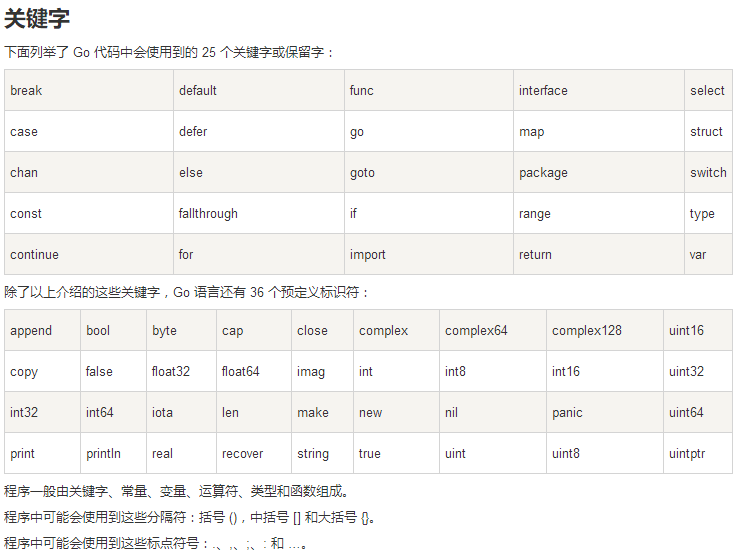 关键字
下面列举了 Go 代码中会使用到的 25 个关键字或保留字：
break default func interface select
case defer go map struct
chan else goto package switch
const fallthrough if range type
continue for import return var
除了以上介绍的这些关键字，Go 语言还有 36 个预定义标识符：
append bool byte cap close complex complex64 complex128 uint16
copy false float32 float64 imag int int8 int16 uint32
int32 int64 iota len make new nil panic uint64
print println real recover string true uint uint8 uintptr
程序一般由关键字、常量、变量、运算符、类型和函数组成。
程序中可能会使用到这些分隔符：括号 ()，中括号 [] 和大括号 {}。
程序中可能会使用到这些标点符号：.、,、;、: 和 …。